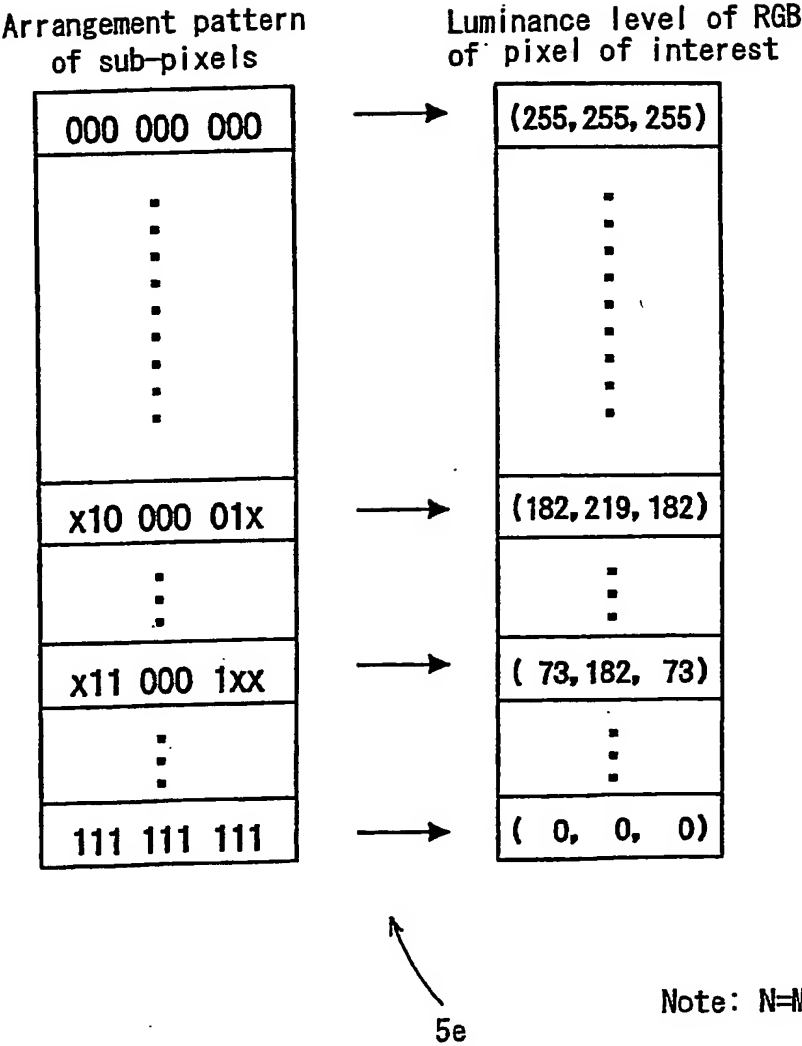 Arrangement pattern
of sub-pixels
Luminance level of RGB
of pixel of interest
000 000 000
(255,255,255)
x10 000 01x
(182,219,182)
x11 000 1xx
( 73,182, 73)
111 111 111
( 0, 0, 0)
5e
Note: N=